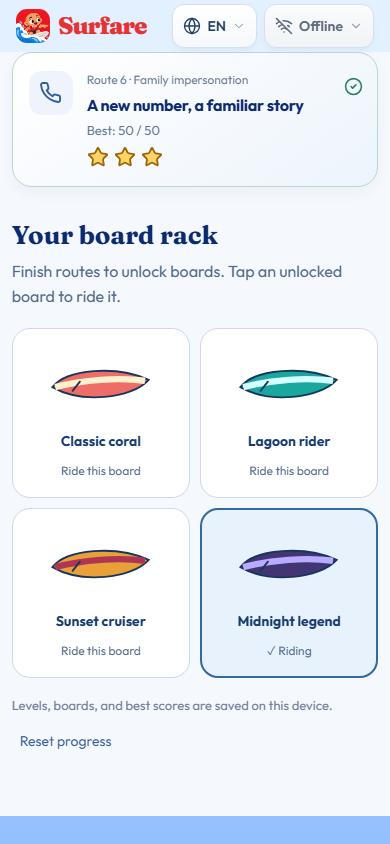 Surfare
EN
Offline
Route 6 · Family impersonation
A new number, a familiar story
Best: 50 / 50
Your board rack
Finish routes to unlock boards. Tap an unlocked
board to ride it.
Classic coral
Ride this board
Lagoon rider
Ride this board
Sunset cruiser
Ride this board
Midnight legend
✓ Riding
Levels, boards, and best scores are saved on this device.
Reset progress